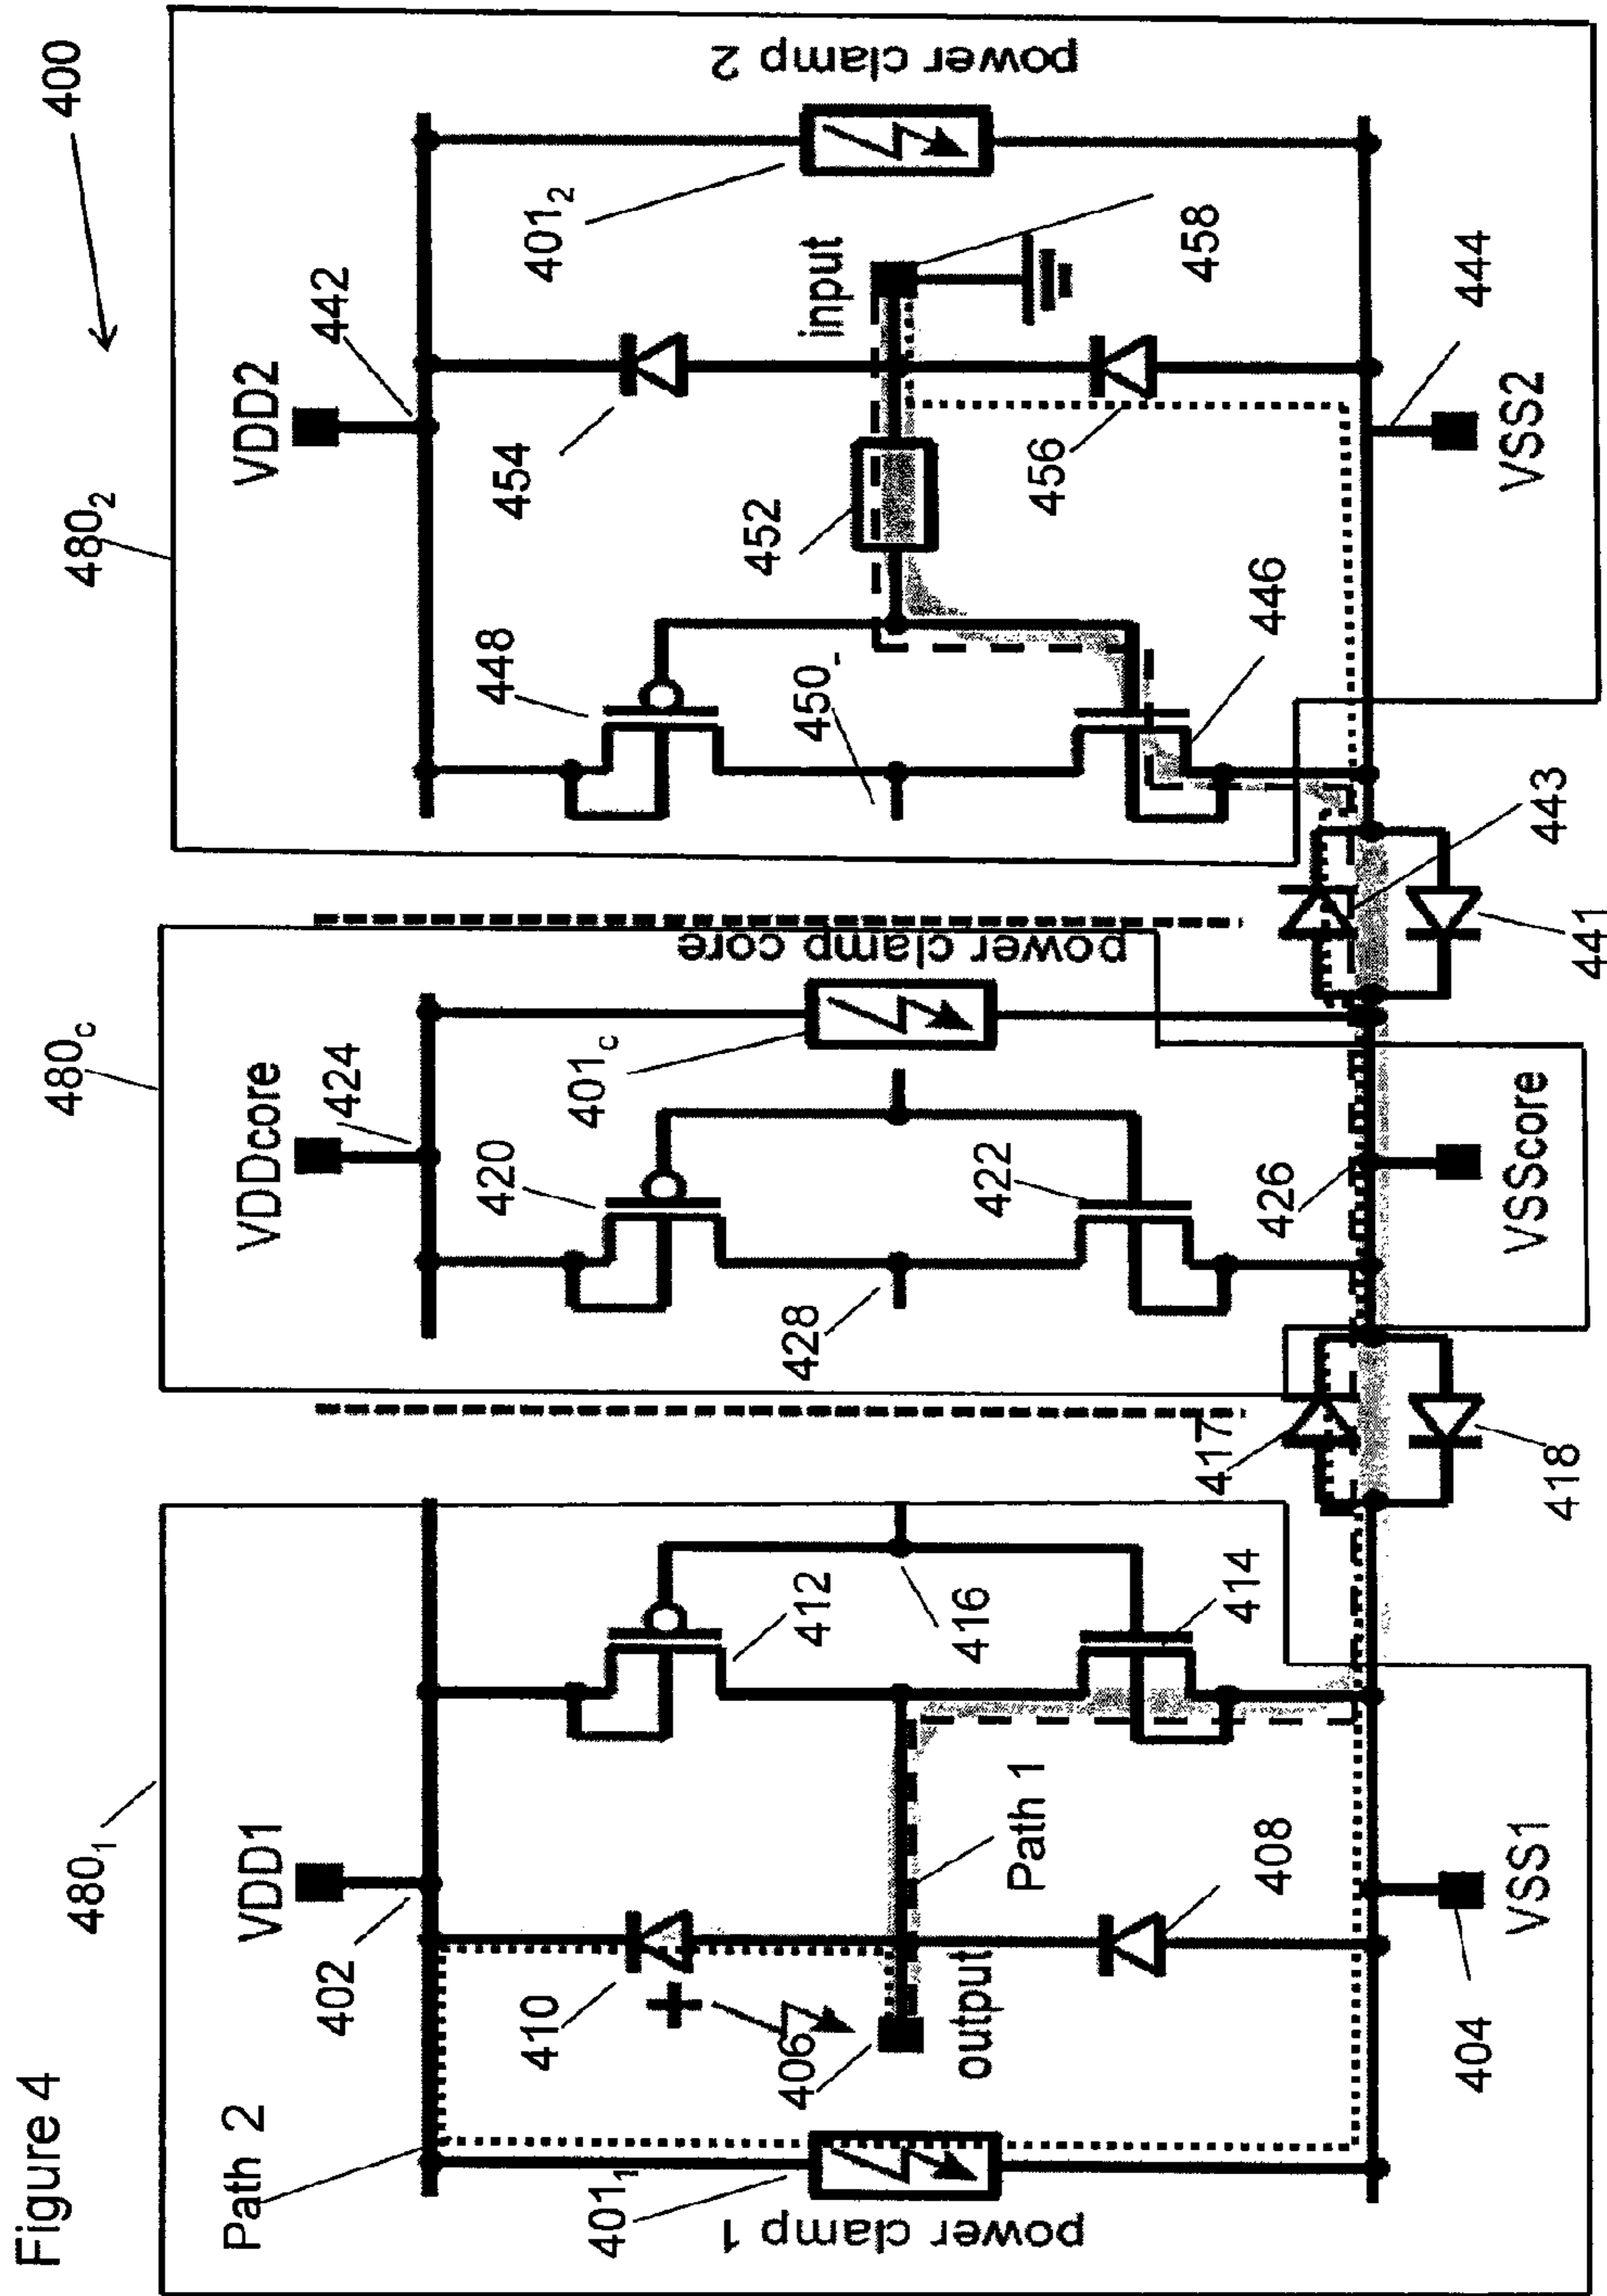 Figure 4
400
480₁
480c
480₂
Path 2
VDD1
402
VDDcore
424
VDD2
442
410
+
412
420
448
454
401₁
406
output
416
428
401c
450
452
input
401₂
power clamp 1
Path 1
power clamp core
power clamp 2
408
414
422
446
456
458
417
426
443
444
404
VSS1
418
VSScore
441
VSS2